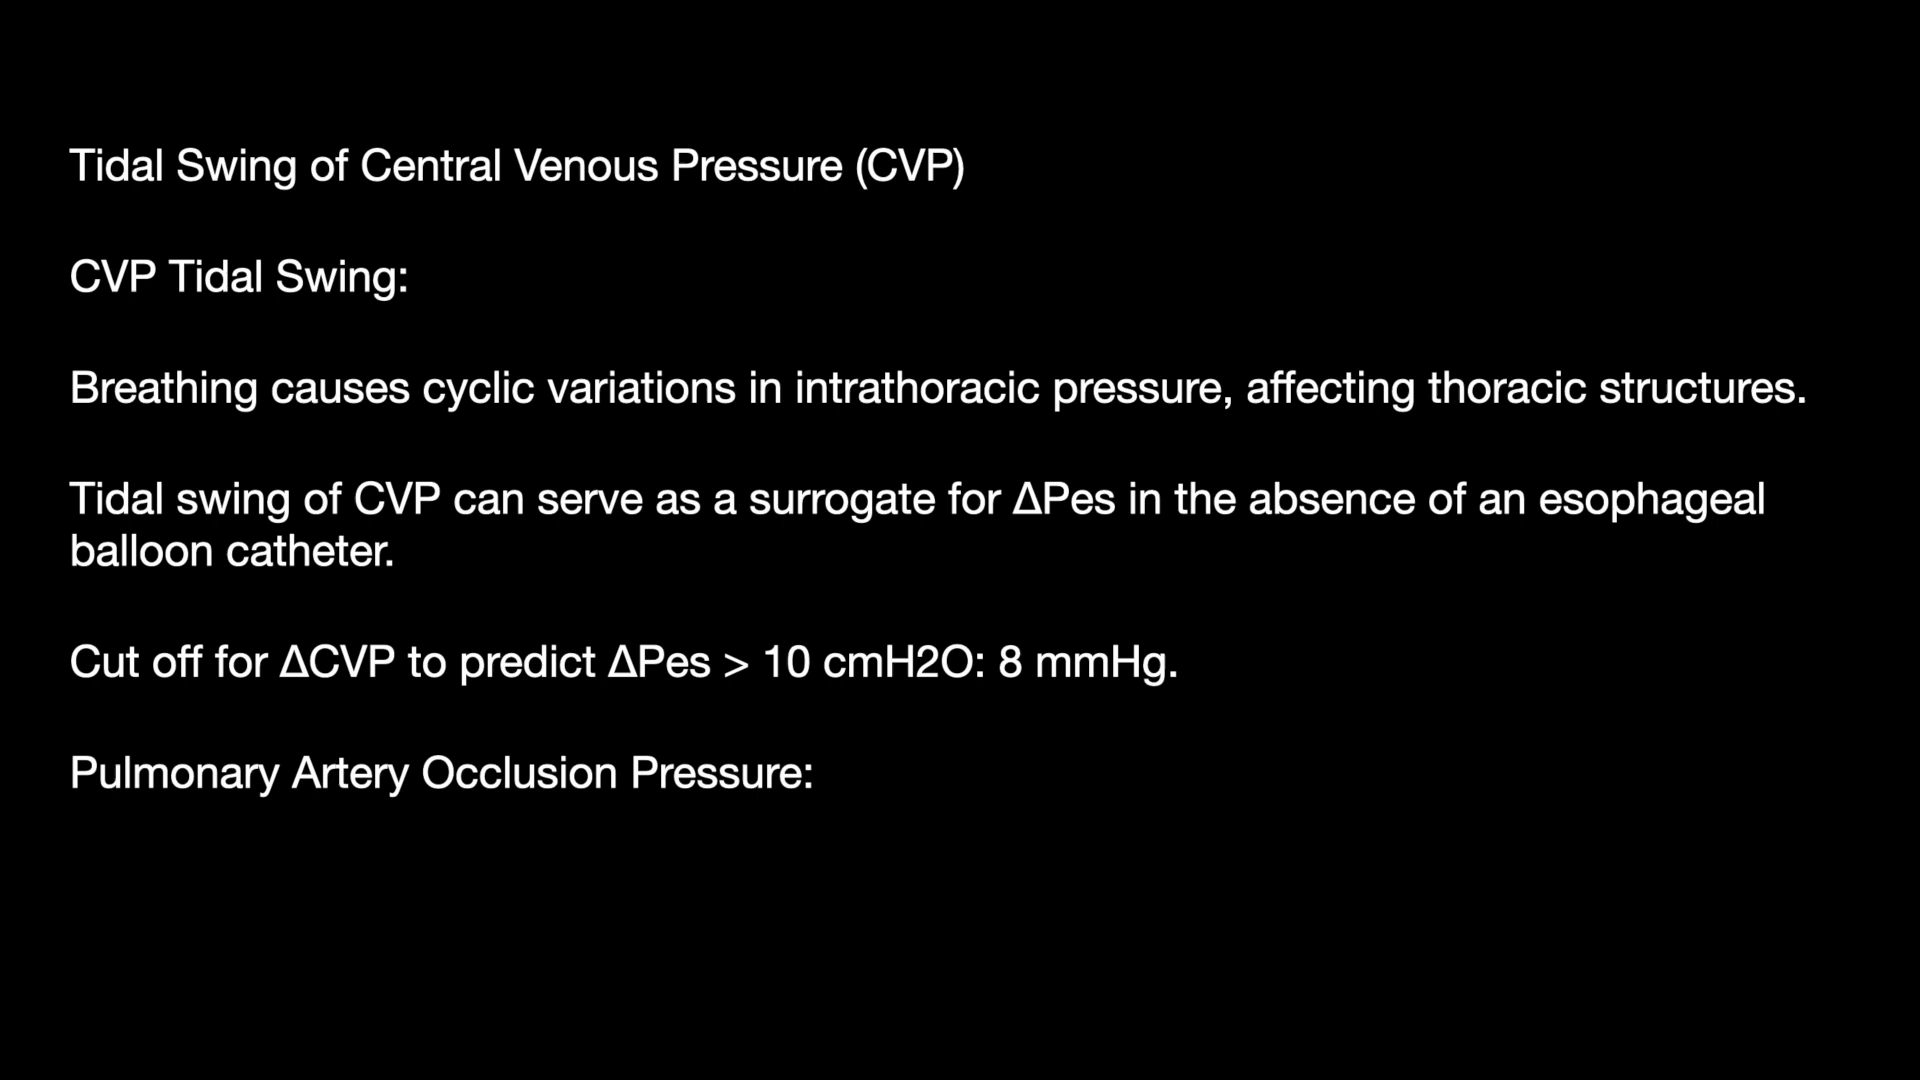 Tidal Swing of Central Venous Pressure (CVP)
CVP Tidal Swing:
Breathing causes cyclic variations in intrathoracic pressure, affecting thoracic structures.
Tidal swing of CVP can serve as a surrogate for ΔPes in the absence of an esophageal
balloon catheter.
Cut off for ΔCVP to predict ΔPes > 10 cmH2O: 8 mmHg.
Pulmonary Artery Occlusion Pressure: